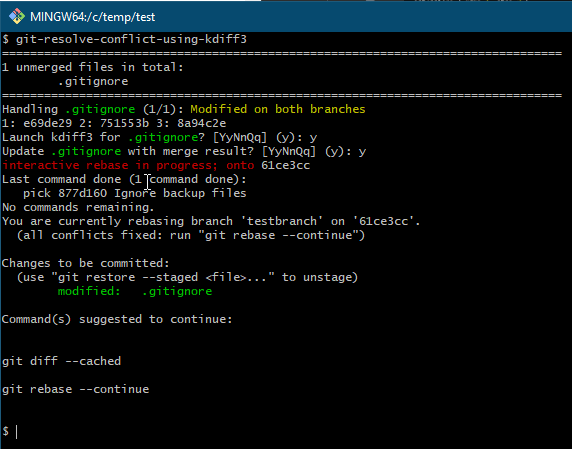 MINGW64:/c/temp/test
$ git-resolve-conflict-using-kdiff3
================================================================================
1 unmerged files in total:
        .gitignore
================================================================================
Handling .gitignore (1/1): Modified on both branches
1: e69de29 2: 751553b 3: 8a94c2e
Launch kdiff3 for .gitignore? [YyNnQq] (y): y
Update .gitignore with merge result? [YyNnQq] (y): y
interactive rebase in progress; onto 61ce3cc
Last command done (1 command done):
   pick 877d160 Ignore backup files
No commands remaining.
You are currently rebasing branch 'testbranch' on '61ce3cc'.
  (all conflicts fixed: run "git rebase --continue")

Changes to be committed:
  (use "git restore --staged <file>..." to unstage)
        modified:   .gitignore

Command(s) suggested to continue:


git diff --cached

git rebase --continue


$